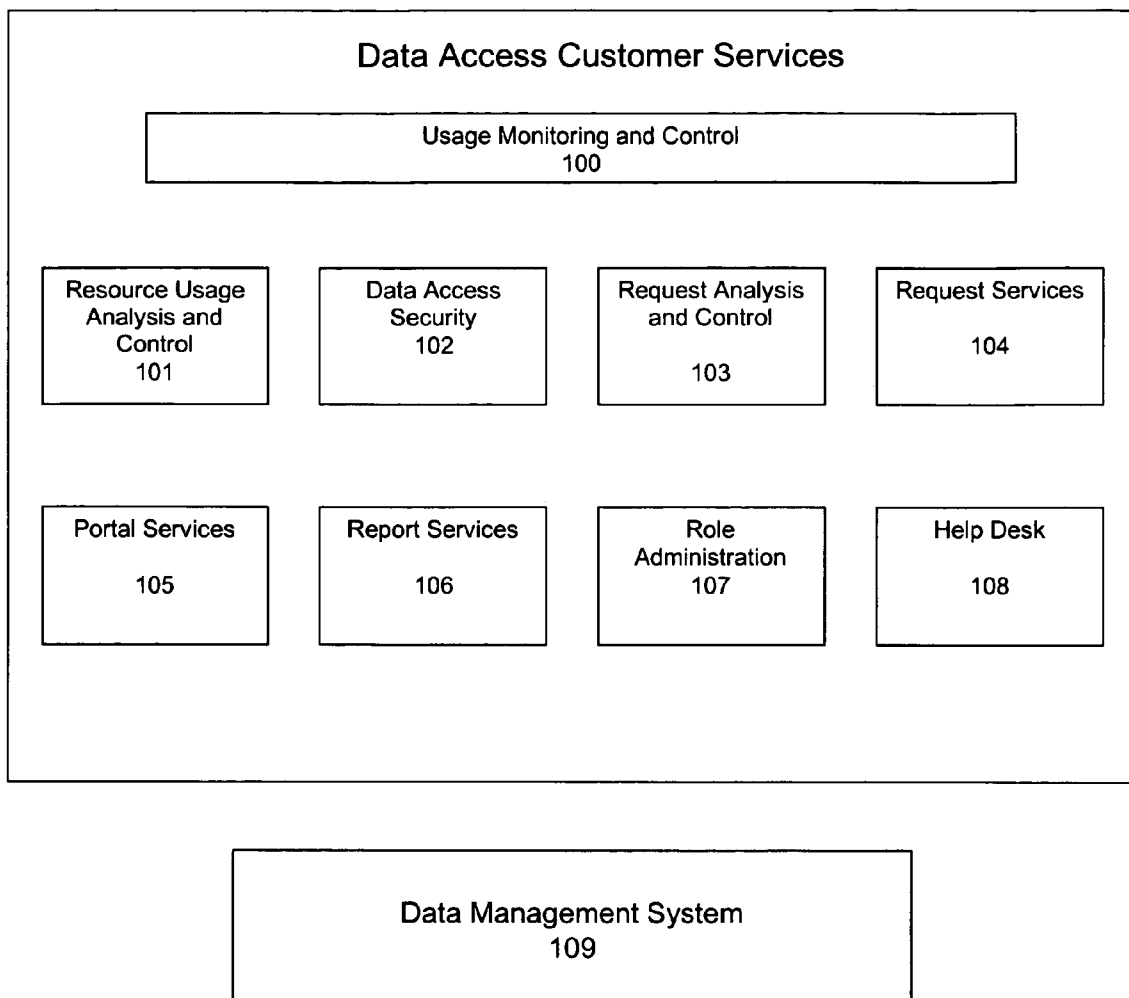 Data Access Customer Services
Usage Monitoring and Control
100
Resource Usage
Analysis and
Control
101
Data Access
Security
102
Request Analysis
and Control
103
Request Services
104
Portal Services
105
Report Services
106
Role
Administration
107
Help Desk
108
Data Management System
109